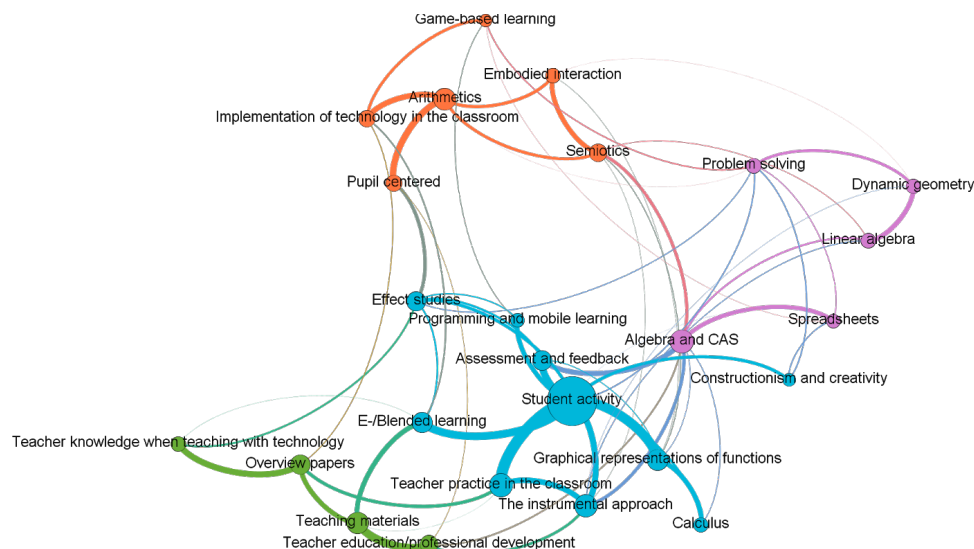 Game-based learning
Embodied interaction
Arithmetics
Implementation of technology in the classroom
Semiotics
Problem solving
Pupil centered
Dynamic geometry
Linear algebra
Effect studies
Programming and mobile learning
Spreadsheets
Algebra and CAS
Assessment and feedback
Constructionism and creativity
Student activity
E-/Blended learning
Teacher knowledge when teaching with technology
Graphical representations of functions
Overview papers
Teacher practice in the classroom
The instrumental approach
Teaching materials
Calculus
Teacher education/professional development